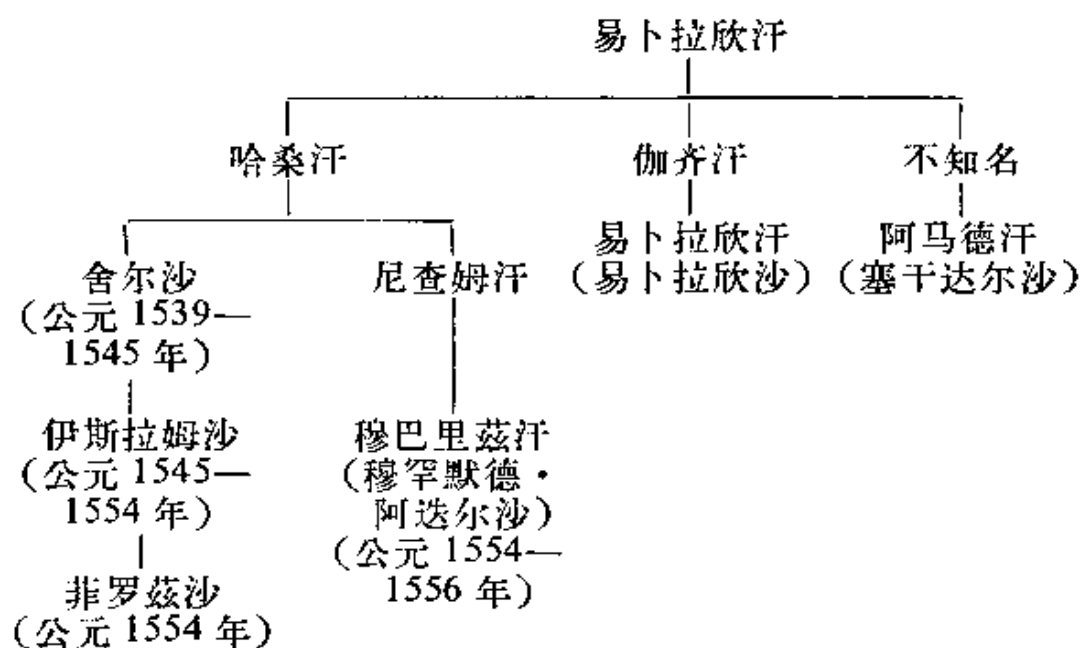 易卜拉欣汗
哈桑汗 伽齐汗 不知名
易卜拉欣汗 阿马德汗
舍尔沙 尼查姆汗 （易卜拉欣沙） （塞干达尔沙）
（公元 1539—
1545 年）
伊斯拉姆沙 穆巴里兹汗
（公元 1545— （穆罕默德·
1554 年） 阿迭尔沙）
（公元 1554—
菲罗兹沙 1556 年）
（公元 1554 年）